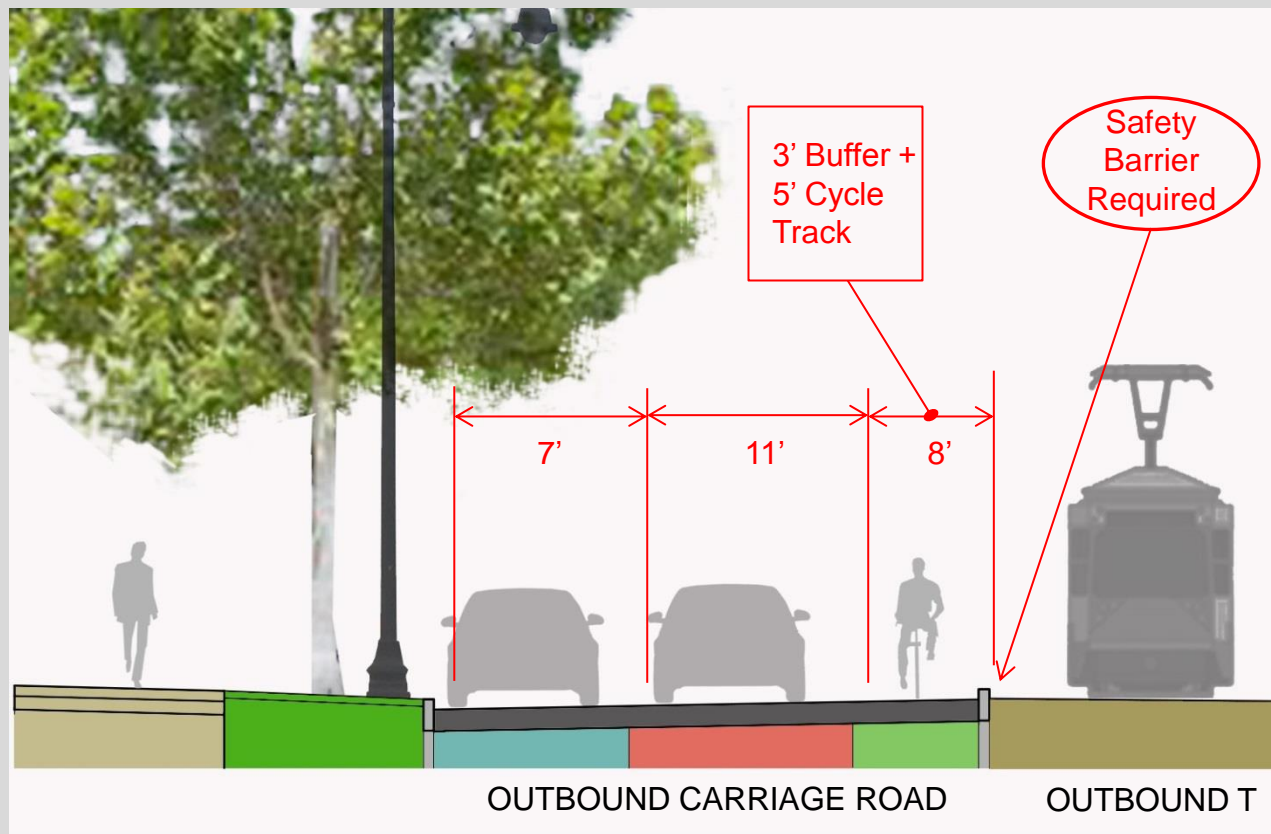 3’ Buffer +
5’ Cycle
Track
Safety
Barrier
Required
7’
11’
8’
OUTBOUND CARRIAGE ROAD
OUTBOUND T